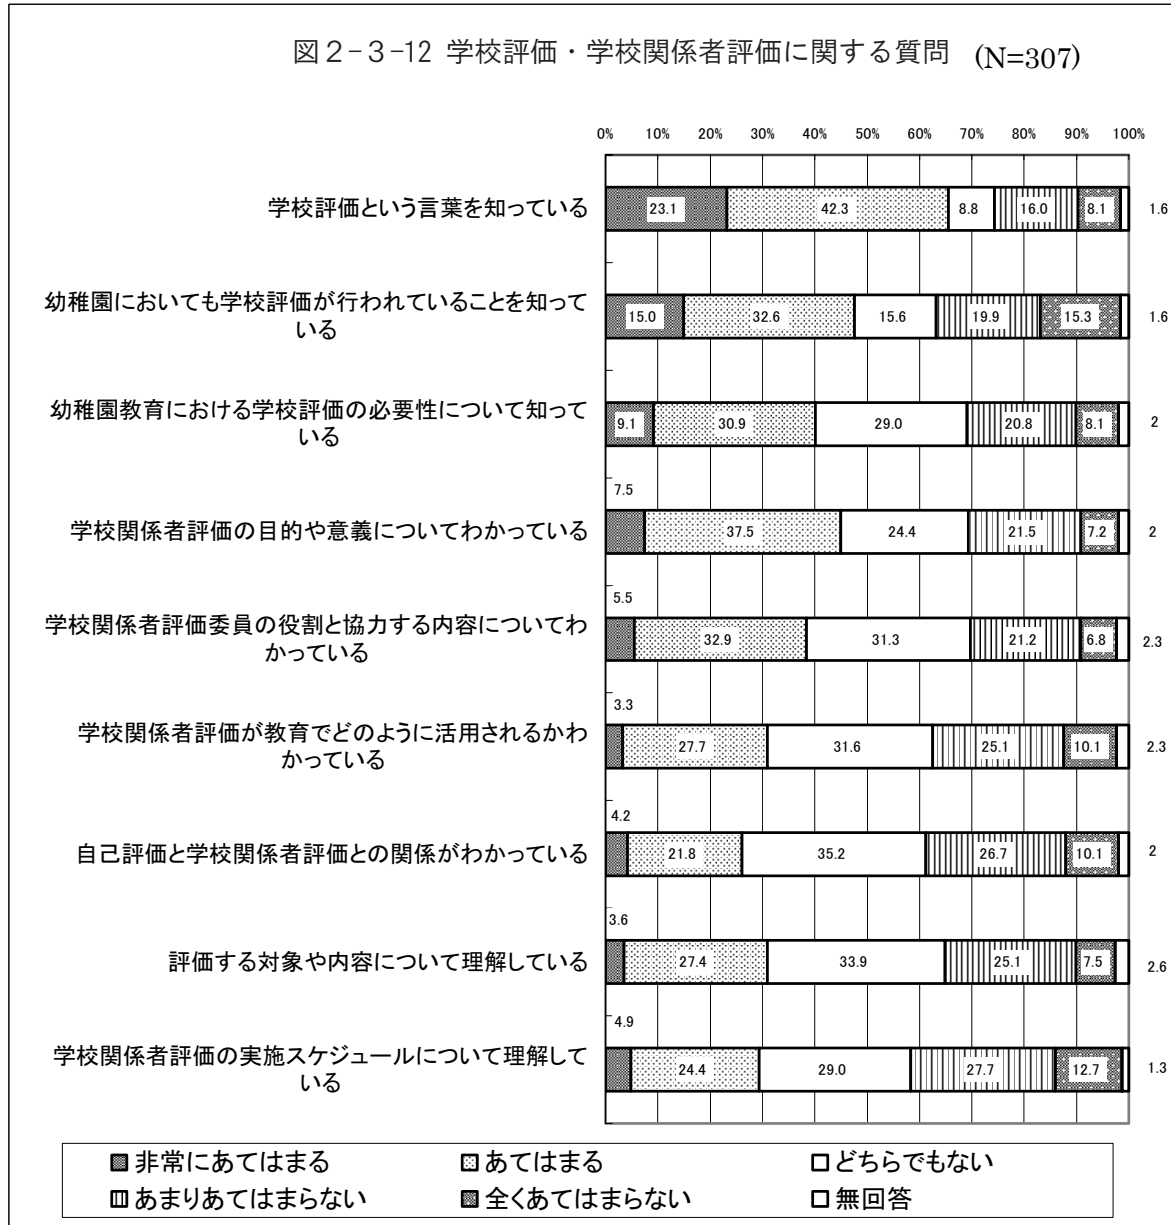 図２-３-12 学校評価・学校関係者評価に関する質問 (N=307)
0% 10% 20% 30% 40% 50% 60% 70% 80% 90% 100%
学校評価という言葉を知っている
23.1 42.3 8.8 16.0 8.1 1.6
幼稚園においても学校評価が行われていることを知って
いる
15.0 32.6 15.6 19.9 15.3 1.6
幼稚園教育における学校評価の必要性について知って
いる
9.1 30.9 29.0 20.8 8.1 2
学校関係者評価の目的や意義についてわかっている
7.5 37.5 24.4 21.5 7.2 2
学校関係者評価委員の役割と協力する内容についてわ
かっている
5.5 32.9 31.3 21.2 6.8 2.3
学校関係者評価が教育でどのように活用されるかわ
かっている
3.3 27.7 31.6 25.1 10.1 2.3
自己評価と学校関係者評価との関係がわかっている
4.2 21.8 35.2 26.7 10.1 2
評価する対象や内容について理解している
3.6 27.4 33.9 25.1 7.5 2.6
学校関係者評価の実施スケジュールについて理解して
いる
4.9 24.4 29.0 27.7 12.7 1.3
非常にあてはまる あてはまる どちらでもない
あまりあてはまらない 全くあてはまらない 無回答